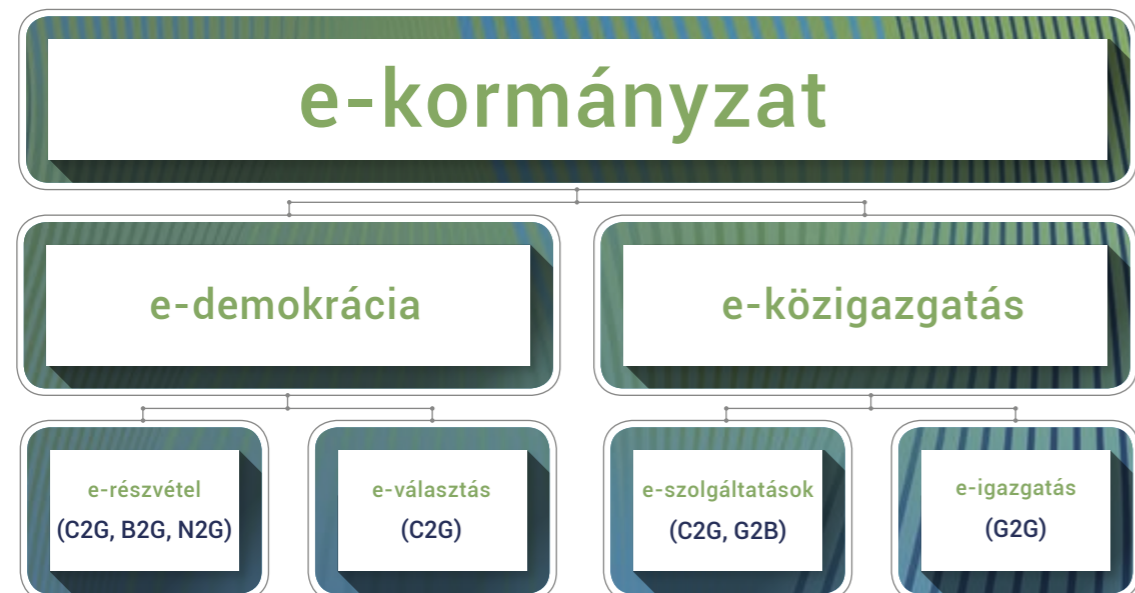 e-kormányzat
e-demokrácia
e-közigazgatás
e-részvétel
(C2G, B2G, N2G)
e-választás
(C2G)
e-szolgáltatások
(C2G, G2B)
e-igazgatás
(G2G)